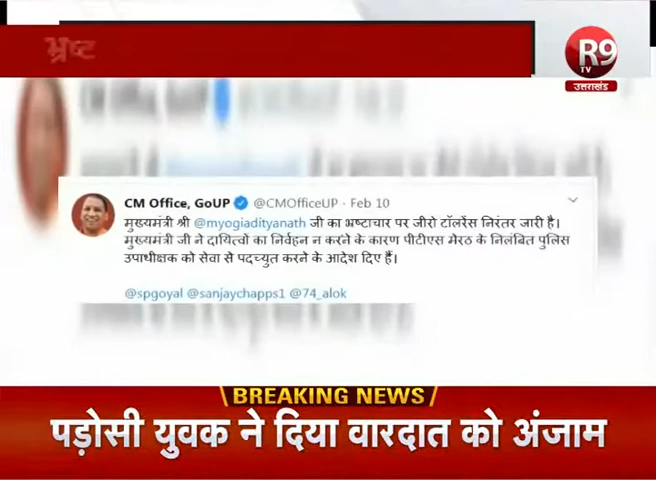 भ्रष्ट
R9
TV
उत्तराखंड
CM Office, GoUP @CMOfficeUP · Feb 10
मुख्यमंत्री श्री @myogiadityanath जी का भ्रष्टाचार पर जीरो टॉलरेंस निरंतर जारी है।
मुख्यमंत्री जी ने दायित्वों का निर्वहन न करने के कारण पीटीएस मेरठ के निलंबित पुलिस
उपाधीक्षक को सेवा से पदच्युत करने के आदेश दिए हैं।
@spgoyal @sanjaychapps1 @74_alok
BREAKING NEWS
पड़ोसी युवक ने दिया वारदात को अंजाम